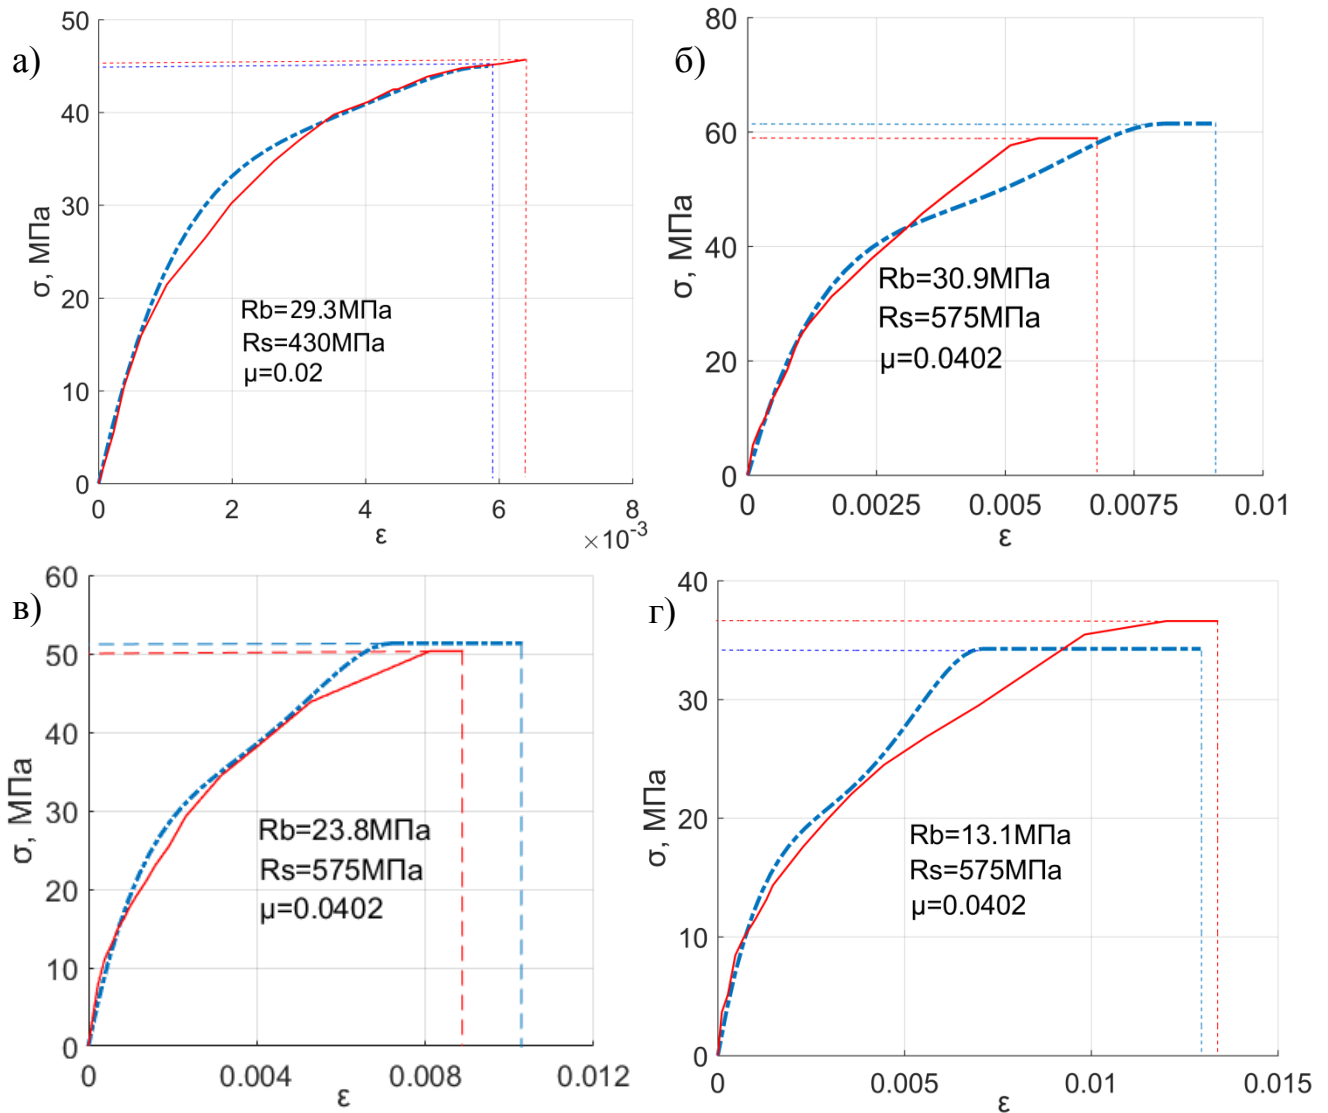 а)
50
40
30
20
10
0
σ, МПа
Rb=29.3МПа
Rs=430МПа
μ=0.02
0 2 4 6 8
ε
×10⁻³
б)
80
60
40
20
0
σ, МПа
Rb=30.9МПа
Rs=575МПа
μ=0.0402
0 0.0025 0.005 0.0075 0.01
ε
в)
60
50
40
30
20
10
0
σ, МПа
Rb=23.8МПа
Rs=575МПа
μ=0.0402
0 0.004 0.008 0.012
ε
г)
40
30
20
10
0
σ, МПа
Rb=13.1МПа
Rs=575МПа
μ=0.0402
0 0.005 0.01 0.015
ε